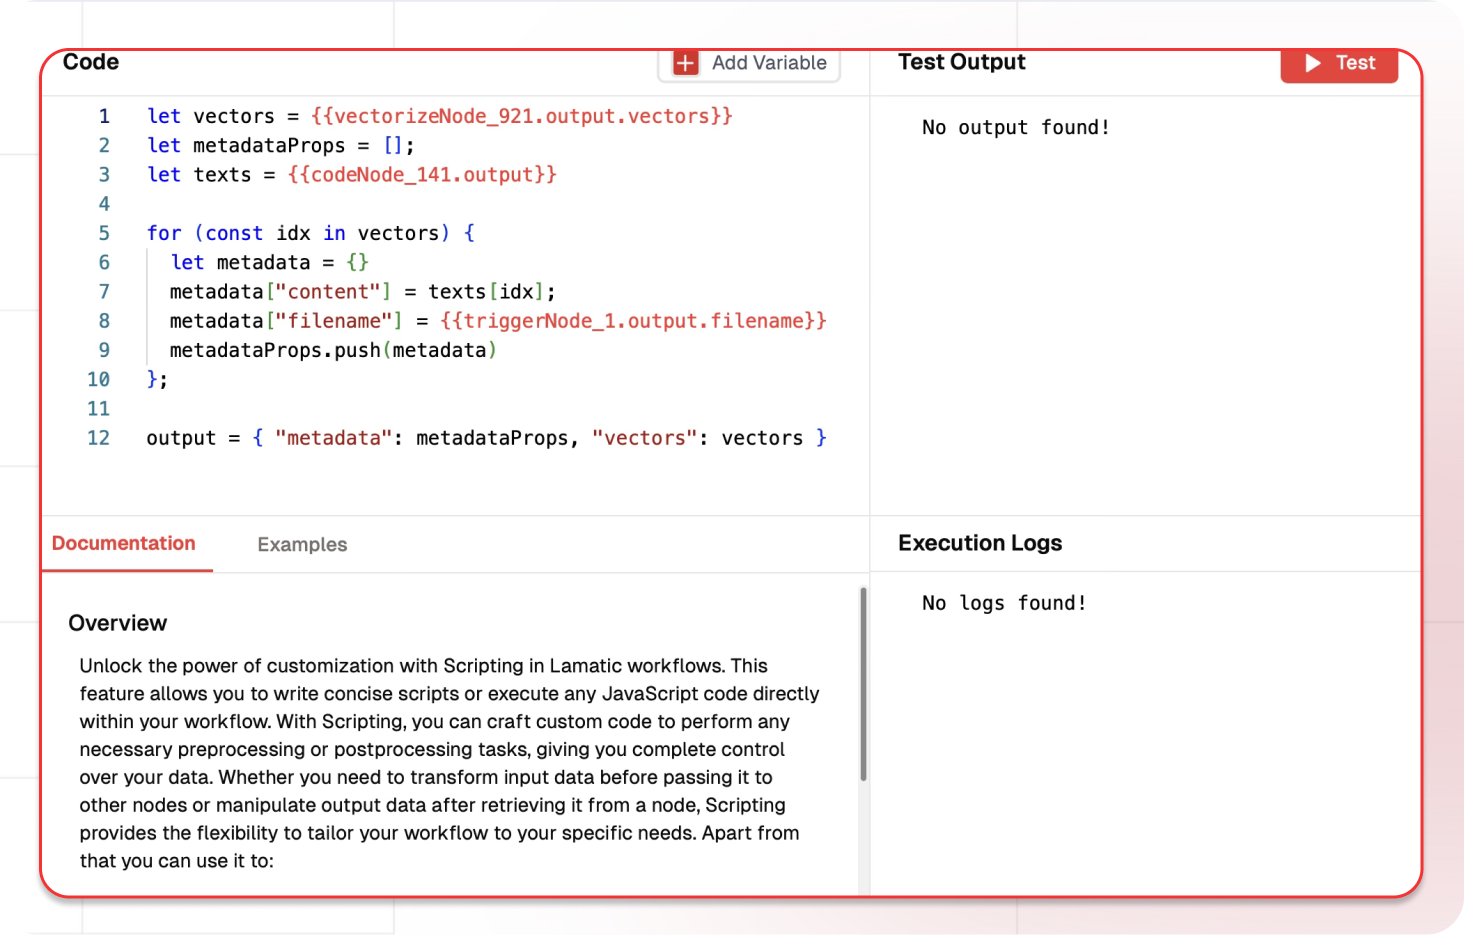 Code
Add Variable
1 let vectors = {{vectorizeNode_921.output.vectors}}
2 let metadataProps = [];
3 let texts = {{codeNode_141.output}}
4
5 for (const idx in vectors) {
6   let metadata = {}
7   metadata["content"] = texts[idx];
8   metadata["filename"] = {{triggerNode_1.output.filename}}
9   metadataProps.push(metadata)
10 };
11
12 output = { "metadata": metadataProps, "vectors": vectors }
Test Output
Test
No output found!
Documentation
Examples
Overview
Unlock the power of customization with Scripting in Lamatic workflows. This
feature allows you to write concise scripts or execute any JavaScript code directly
within your workflow. With Scripting, you can craft custom code to perform any
necessary preprocessing or postprocessing tasks, giving you complete control
over your data. Whether you need to transform input data before passing it to
other nodes or manipulate output data after retrieving it from a node, Scripting
provides the flexibility to tailor your workflow to your specific needs. Apart from
that you can use it to:
Execution Logs
No logs found!